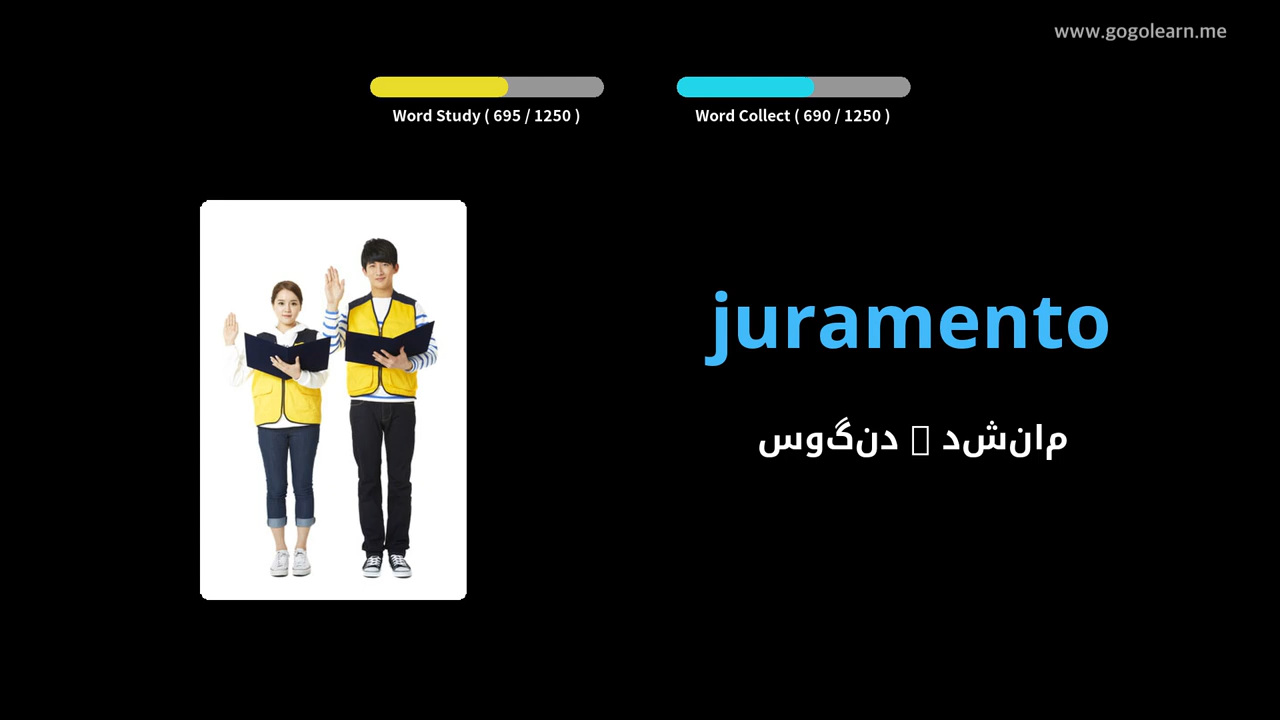 www.gogolearn.me
Word Study ( 695 / 1250 )
Word Collect ( 690 / 1250 )
juramento
سوگند ▯ دشنام